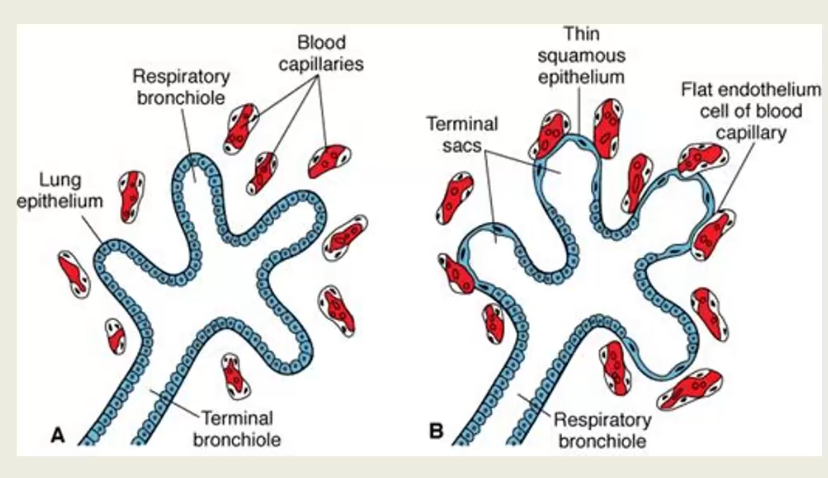 Blood
capillaries
Respiratory
bronchiole
Lung
epithelium
Terminal
bronchiole
A
Thin
squamous
epithelium
Flat endothelium
cell of blood
capillary
Terminal
sacs
Respiratory
bronchiole
B